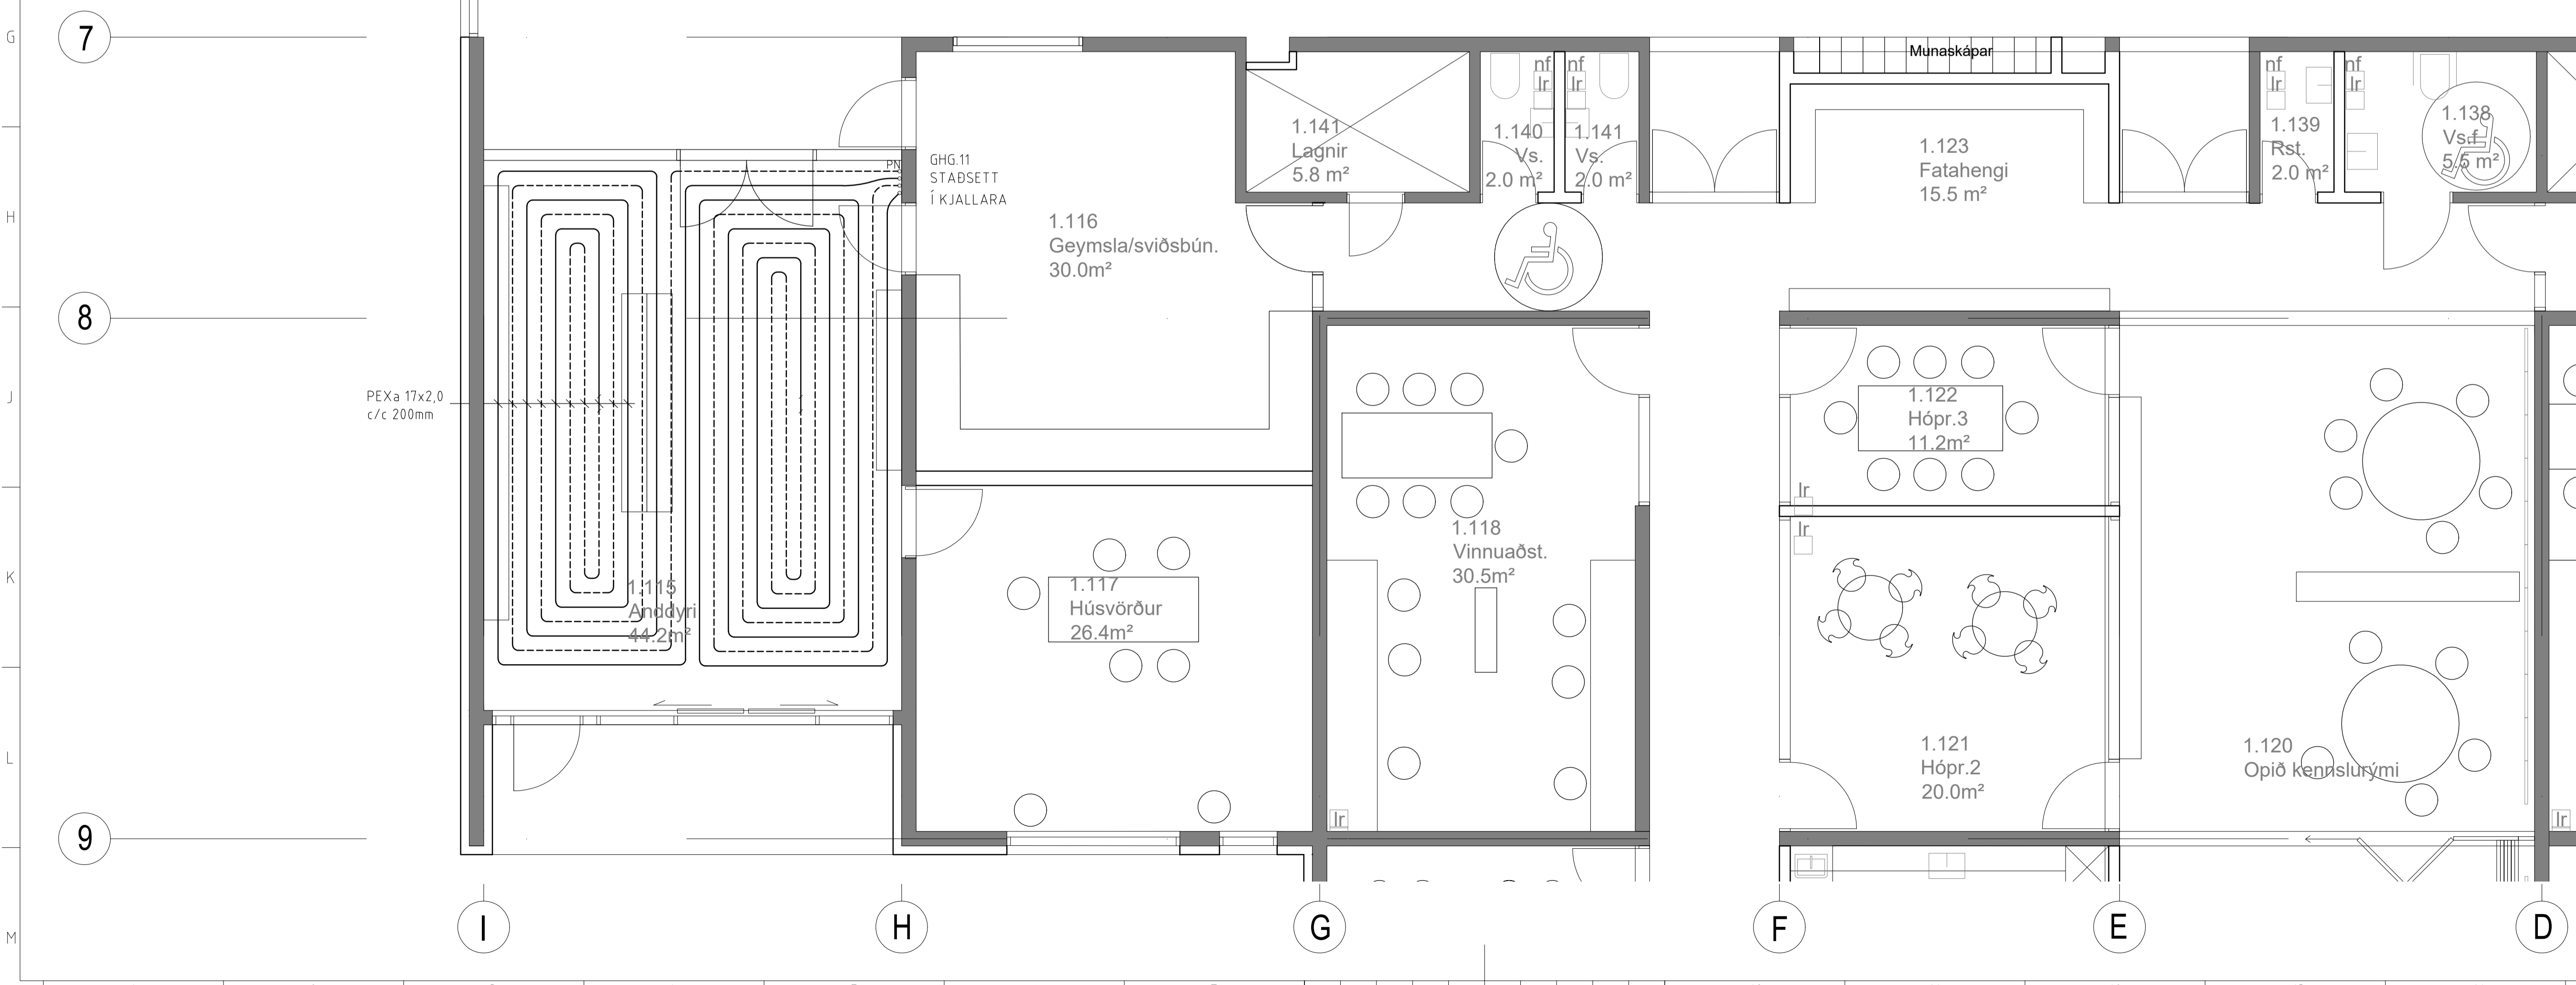 G
H
J
K
L
M
7
8
9
I
H
G
F
E
D
PEXa 17x2,0
c/c 200mm
PN
GHG.11
STAÐSETT
Í KJALLARA
1.115
Anddyri
44.2m²
1.116
Geymsla/sviðsbún.
30.0m²
1.117
Húsvörður
26.4m²
1.141
Lagnir
5.8 m²
nf
lr
1.140
Vs.
2.0 m²
nf
lr
1.141
Vs.
2.0 m²
1.118
Vinnuaðst.
30.5m²
lr
Munaskápar
1.123
Fatahengi
15.5 m²
1.122
Hópr.3
11.2m²
lr
lr
1.121
Hópr.2
20.0m²
nf
lr
1.139
Rst.
2.0 m²
nf
lr
1.138
Vs.f
5.5 m²
1.120
Opið kennslurými
lr